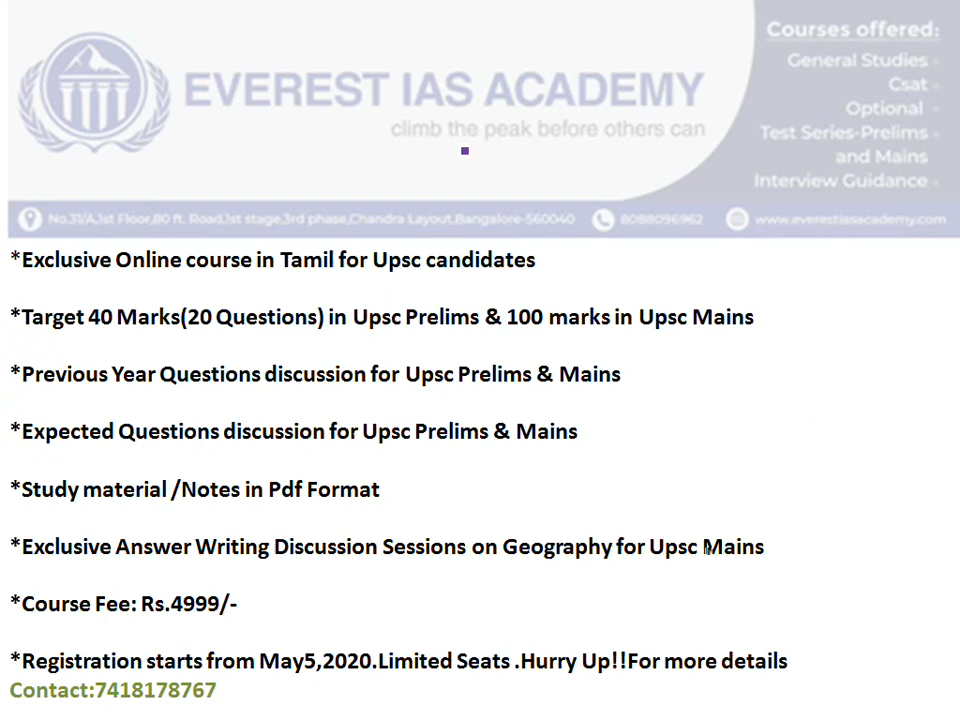 EVEREST IAS ACADEMY
climb the peak before others can
Courses offered:
General Studies
Csat
Optional
Test Series-Prelims
and Mains
Interview Guidance
No.31/A,1st Floor,80 ft. Road,1st stage,3rd phase,Chandra Layout,Bangalore-560040
8088096962
www.everestiasacademy.com
*Exclusive Online course in Tamil for Upsc candidates
*Target 40 Marks(20 Questions) in Upsc Prelims & 100 marks in Upsc Mains
*Previous Year Questions discussion for Upsc Prelims & Mains
*Expected Questions discussion for Upsc Prelims & Mains
*Study material /Notes in Pdf Format
*Exclusive Answer Writing Discussion Sessions on Geography for Upsc Mains
*Course Fee: Rs.4999/-
*Registration starts from May5,2020.Limited Seats .Hurry Up!!For more details
Contact:7418178767